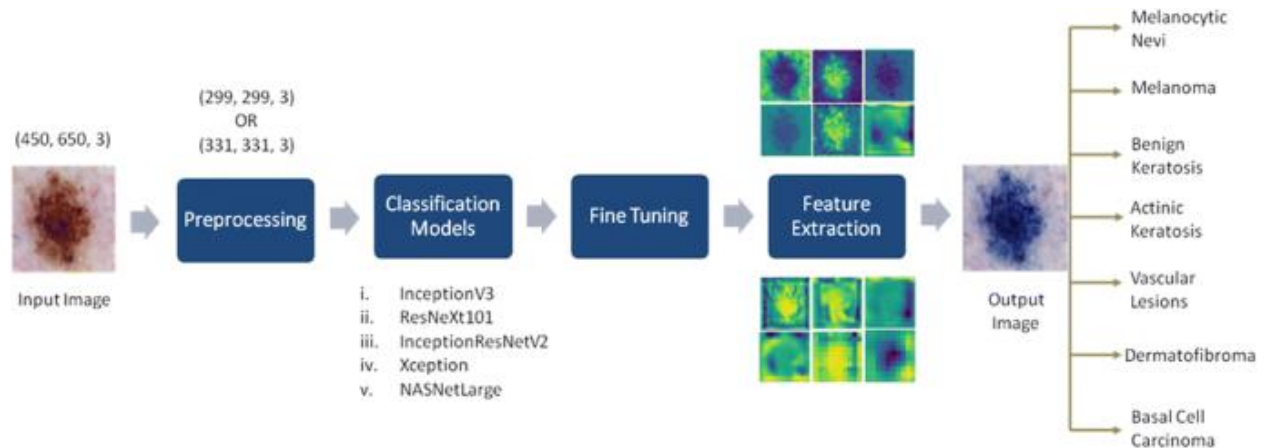 (450, 650, 3)
Input Image
(299, 299, 3)
OR
(331, 331, 3)
Preprocessing
Classification
Models
i. InceptionV3
ii. ResNeXt101
iii. InceptionResNetV2
iv. Xception
v. NASNetLarge
Fine Tuning
Feature
Extraction
Output
Image
Melanocytic
Nevi
Melanoma
Benign
Keratosis
Actinic
Keratosis
Vascular
Lesions
Dermatofibroma
Basal Cell
Carcinoma